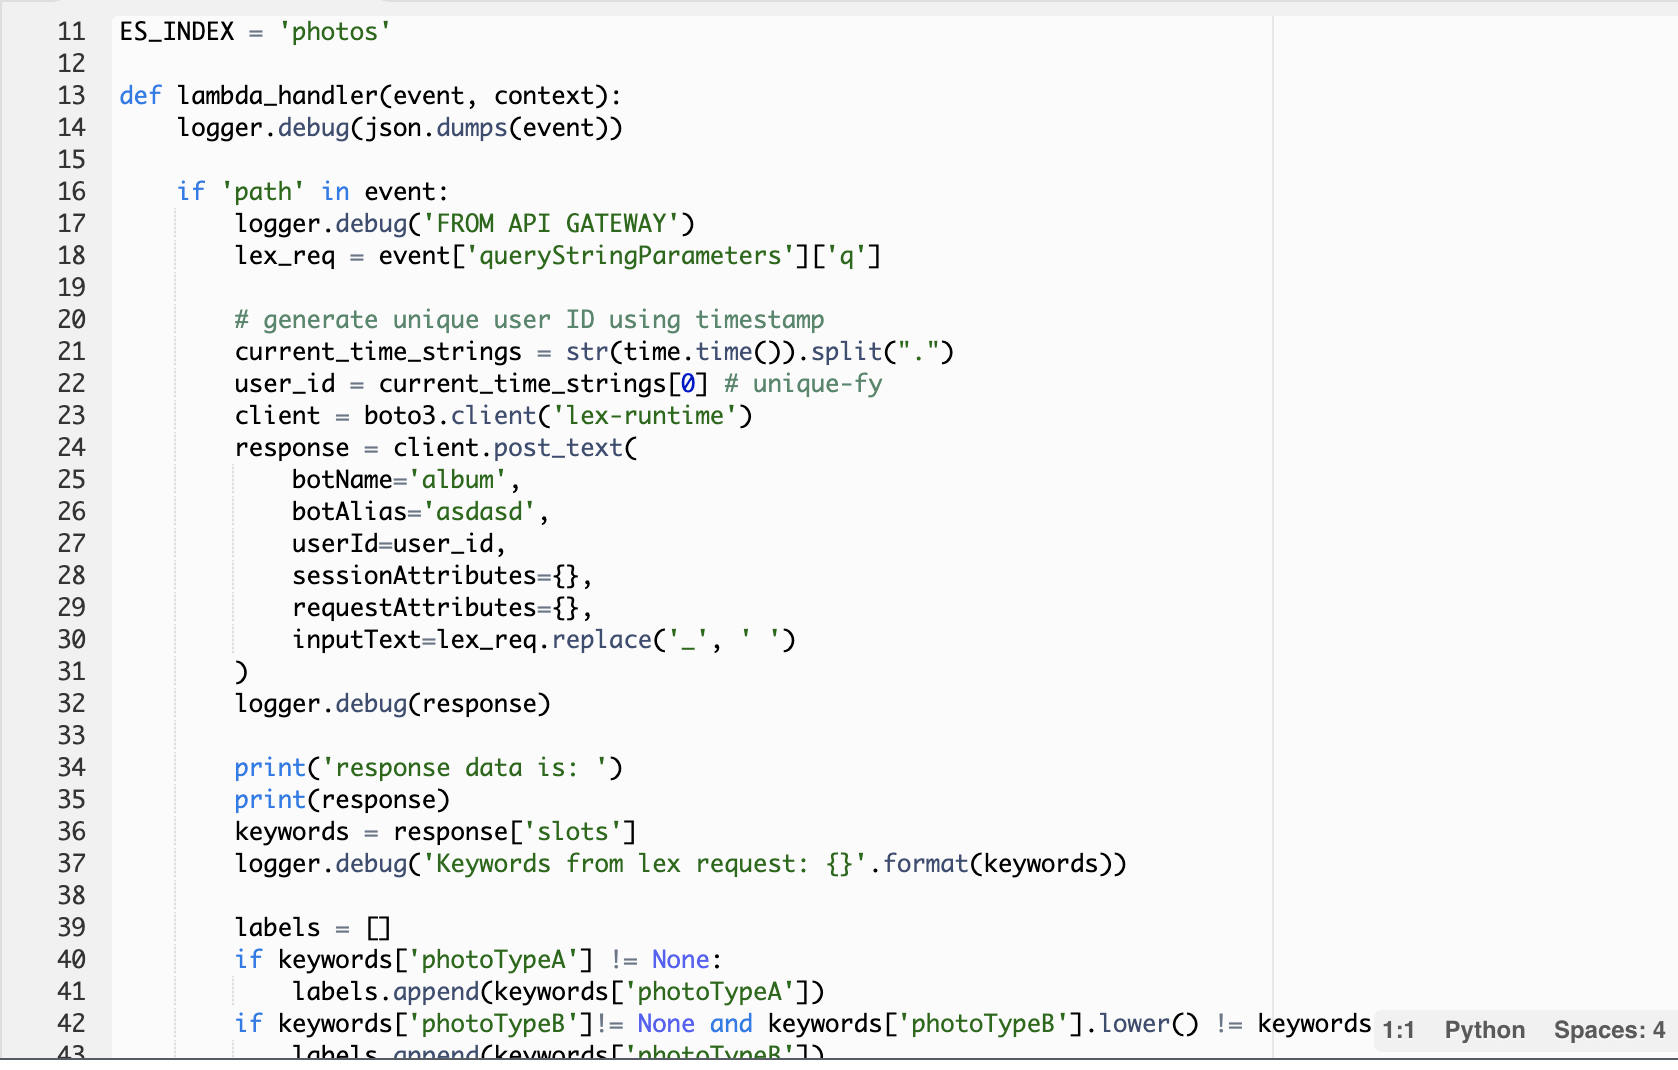 11 ES_INDEX = 'photos'
12
13 def lambda_handler(event, context):
14     logger.debug(json.dumps(event))
15
16     if 'path' in event:
17         logger.debug('FROM API GATEWAY')
18         lex_req = event['queryStringParameters']['q']
19
20         # generate unique user ID using timestamp
21         current_time_strings = str(time.time()).split(".")
22         user_id = current_time_strings[0] # unique-fy
23         client = boto3.client('lex-runtime')
24         response = client.post_text(
25             botName='album',
26             botAlias='asdasd',
27             userId=user_id,
28             sessionAttributes={},
29             requestAttributes={},
30             inputText=lex_req.replace('_', ' ')
31         )
32         logger.debug(response)
33
34         print('response data is: ')
35         print(response)
36         keywords = response['slots']
37         logger.debug('Keywords from lex request: {}'.format(keywords))
38
39         labels = []
40         if keywords['photoTypeA'] != None:
41             labels.append(keywords['photoTypeA'])
42         if keywords['photoTypeB']!= None and keywords['photoTypeB'].lower() != keywords
43             labels.append(keywords['photoTypeB'])
1:1 Python Spaces: 4